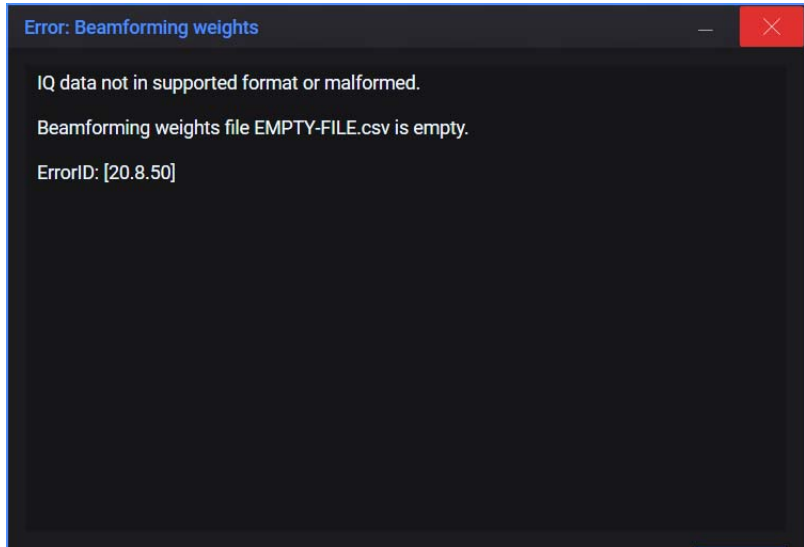 Error: Beamforming weights
IQ data not in supported format or malformed.
Beamforming weights file EMPTY-FILE.csv is empty.
ErrorID: [20.8.50]